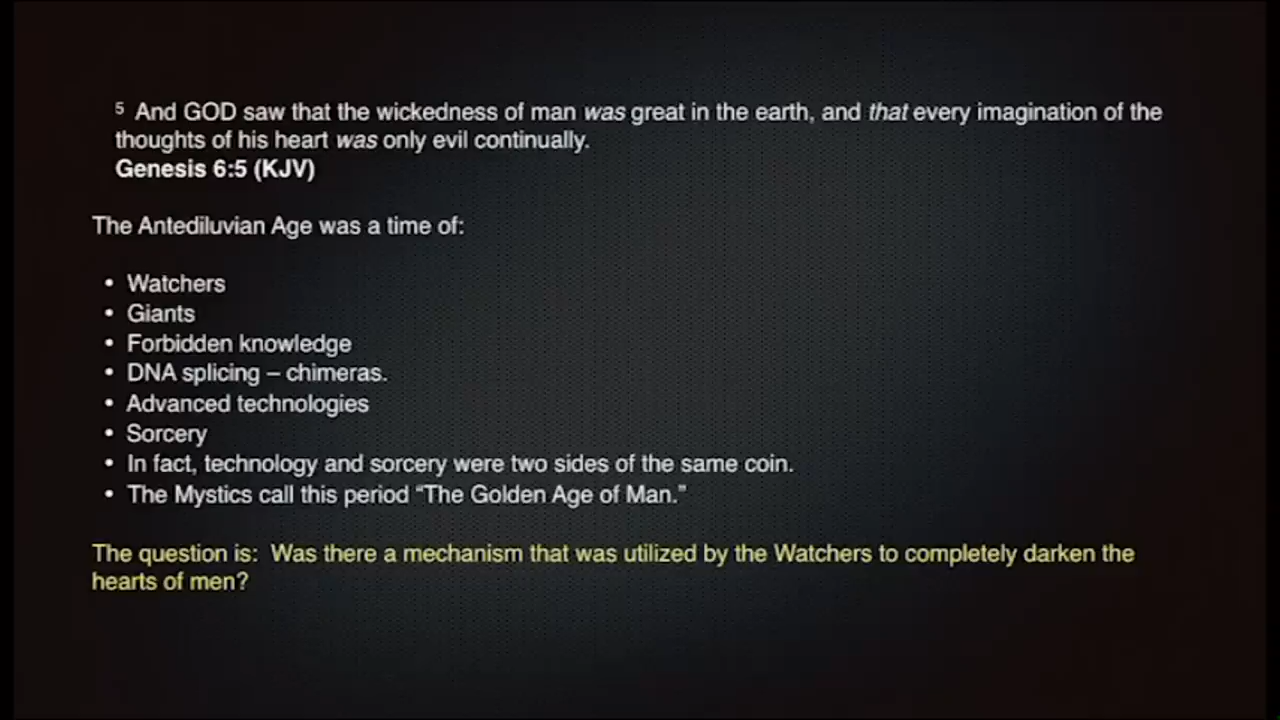 5 And GOD saw that the wickedness of man was great in the earth, and that every imagination of the
thoughts of his heart was only evil continually.
Genesis 6:5 (KJV)
The Antediluvian Age was a time of:
• Watchers
• Giants
• Forbidden knowledge
• DNA splicing – chimeras.
• Advanced technologies
• Sorcery
• In fact, technology and sorcery were two sides of the same coin.
• The Mystics call this period “The Golden Age of Man.”
The question is: Was there a mechanism that was utilized by the Watchers to completely darken the
hearts of men?